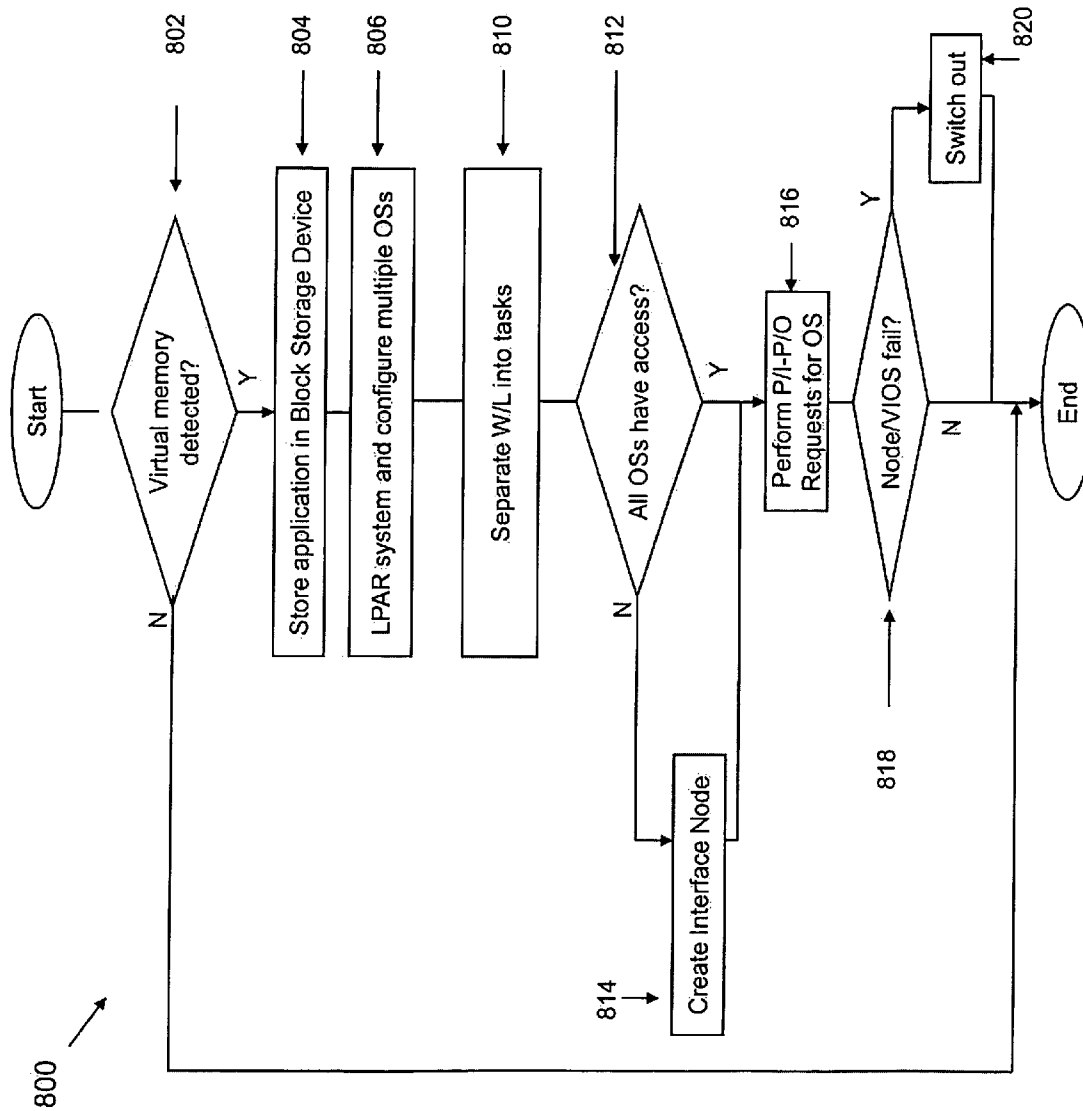 800
Start
Virtual memory
detected?
802
N
Y
Store application in Block Storage Device
804
LPAR system and configure multiple OSs
806
Separate W/L into tasks
810
All OSs have access?
812
N
Y
814
Create Interface Node
Perform P/I-P/O
Requests for OS
816
Node/VIOS fail?
818
Y
N
Switch out
820
End